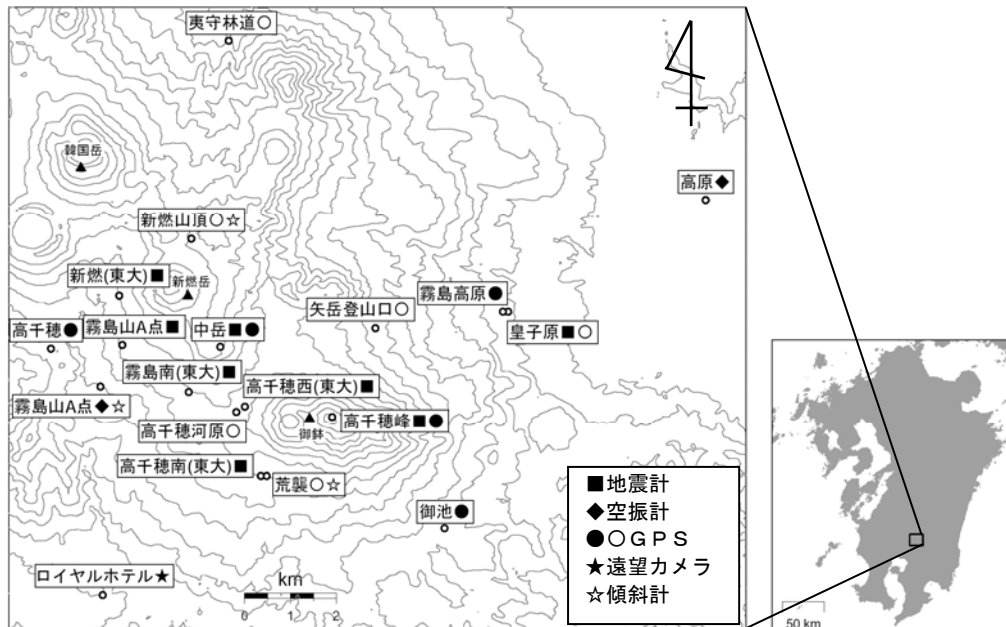 夷守林道○
韓国岳
高原◆
新燃山頂○☆
新燃(東大)■
新燃岳
霧島高原●
矢岳登山口○
皇子原■○
高千穂●
霧島山A点■
中岳■●
霧島南(東大)■
高千穂西(東大)■
霧島山A点◆☆
高千穂河原○
御鉢
高千穂峰■●
高千穂南(東大)■
荒襲○☆
御池●
ロイヤルホテル★
km
0 1 2
■地震計
◆空振計
●○GPS
★遠望カメラ
☆傾斜計
50 km